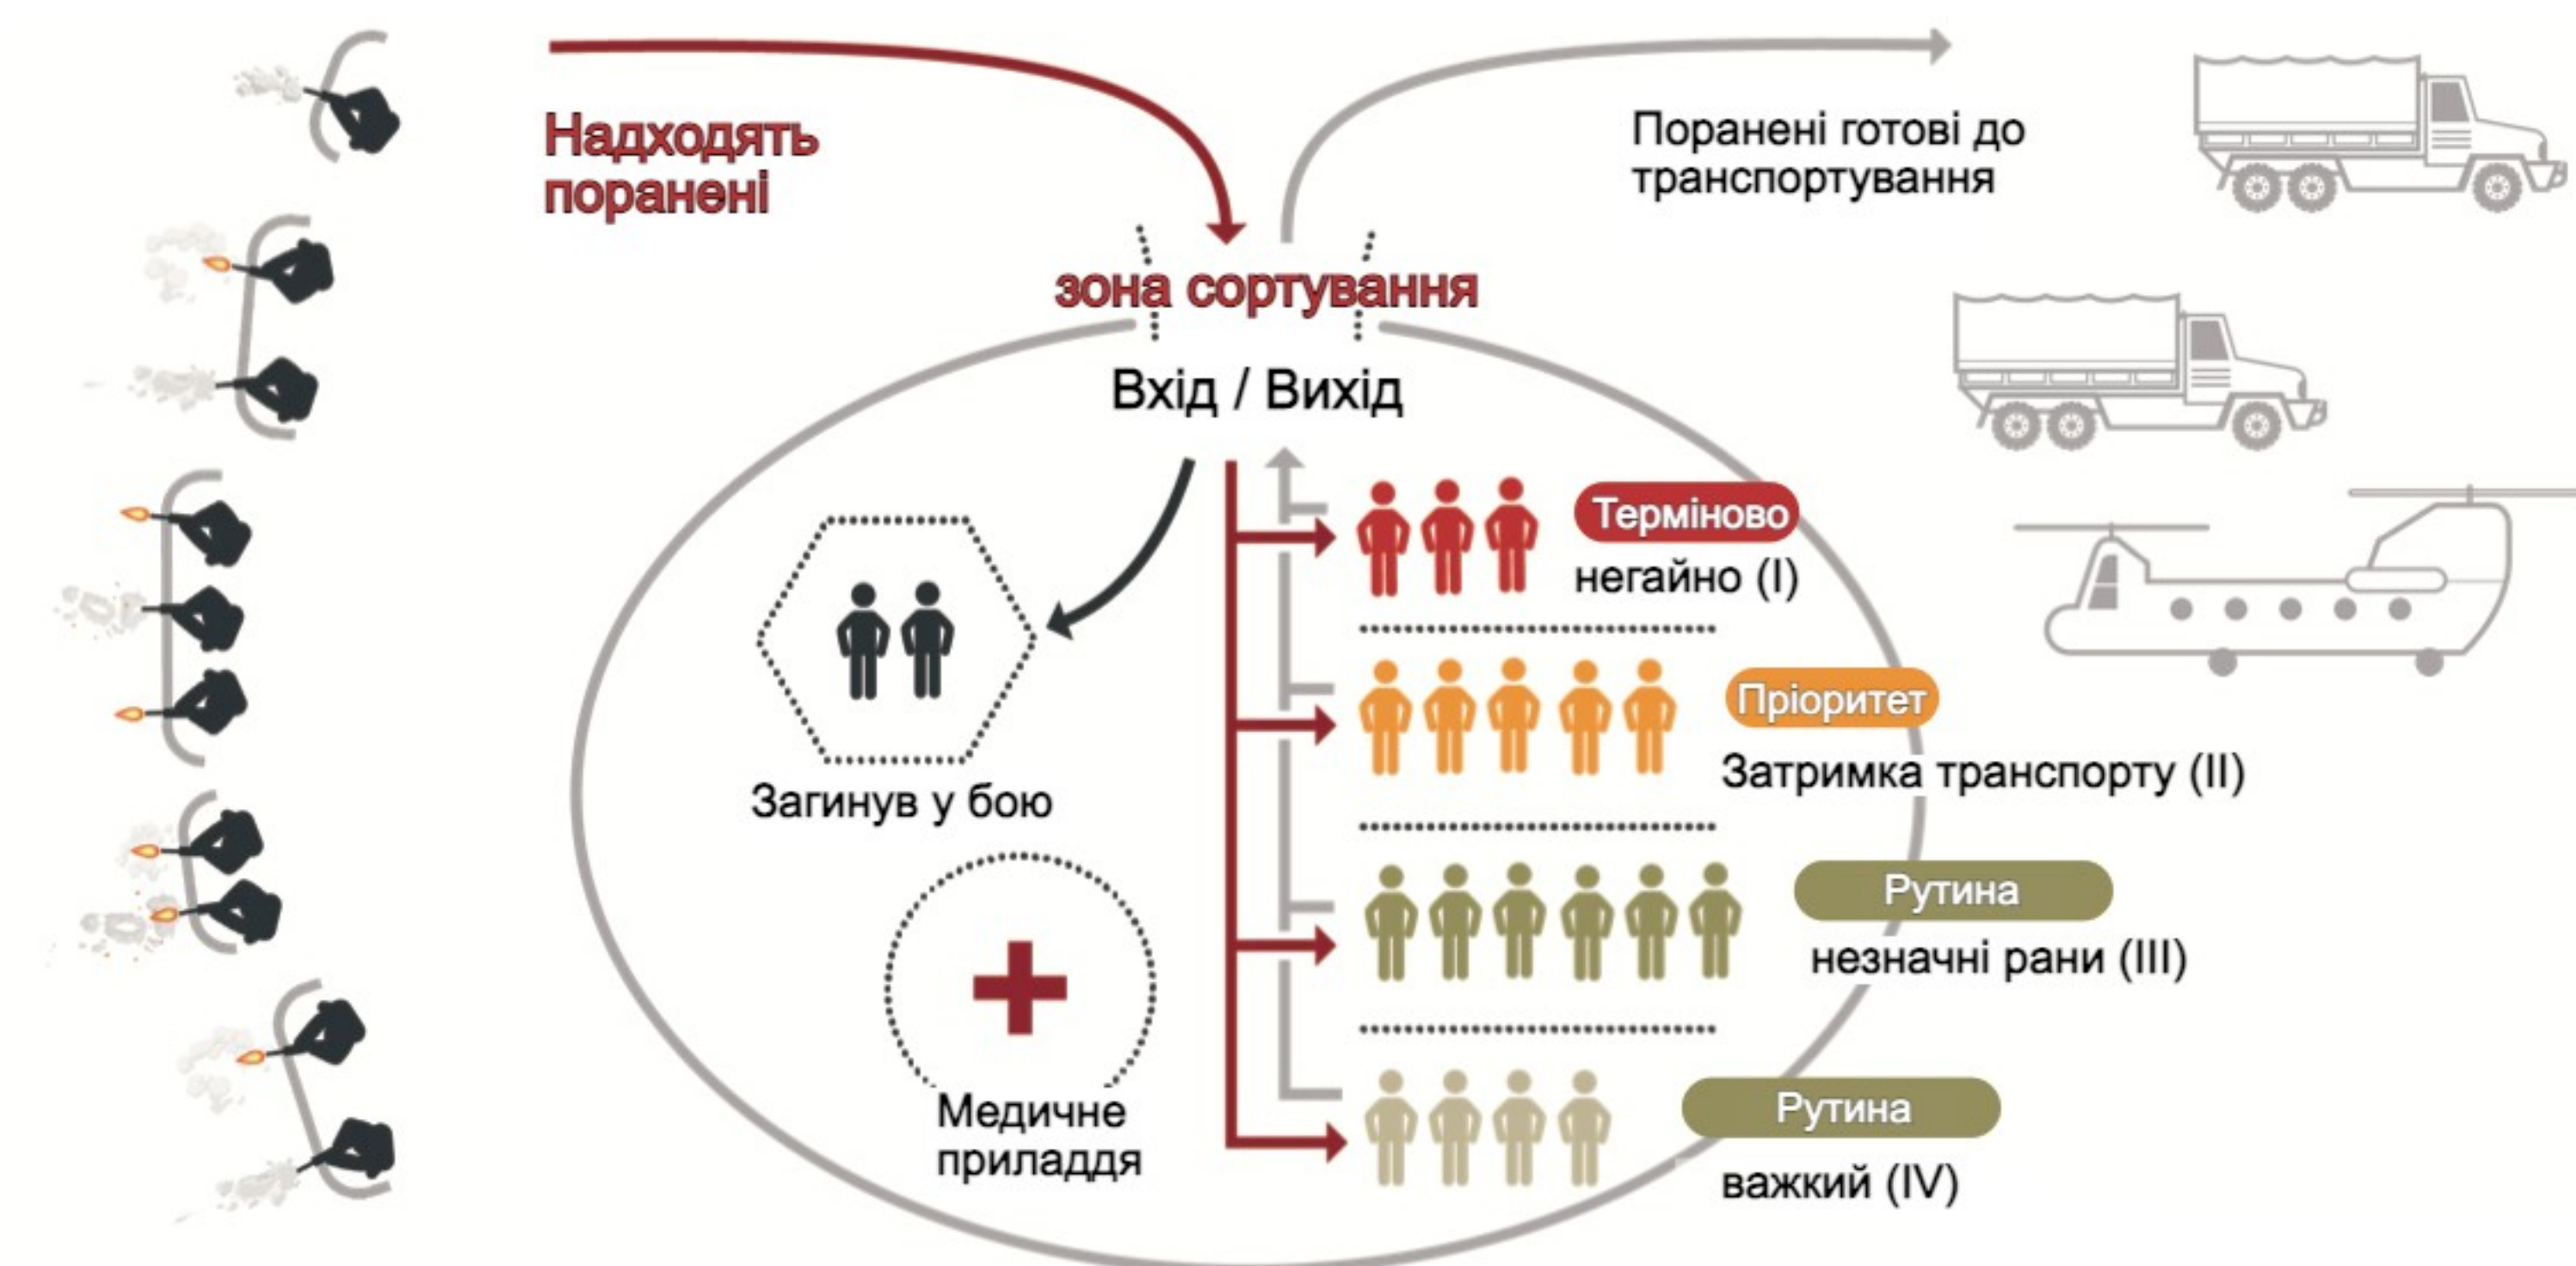 Надходять
поранені
Поранені готові до
транспортування
зона сортування
Вхід / Вихід
Терміново
негайно (I)
Пріоритет
Затримка транспорту (II)
Загинув у бою
Рутина
незначні рани (III)
Медичне
приладдя
Рутина
важкий (IV)